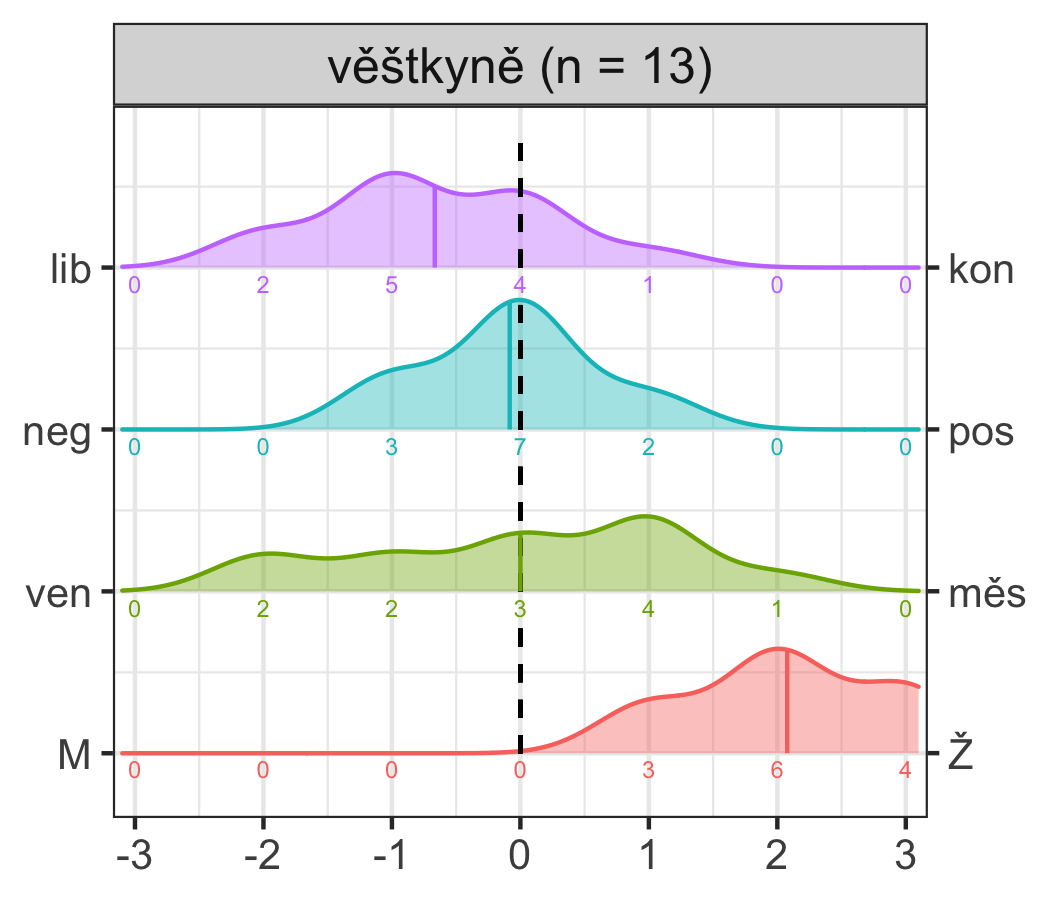 věštkyně (n = 13)
lib kon
0 2 5 4 1 0 0
neg pos
0 0 3 7 2 0 0
ven měs
0 2 2 3 4 1 0
M Ž
0 0 0 0 3 6 4
-3 -2 -1 0 1 2 3